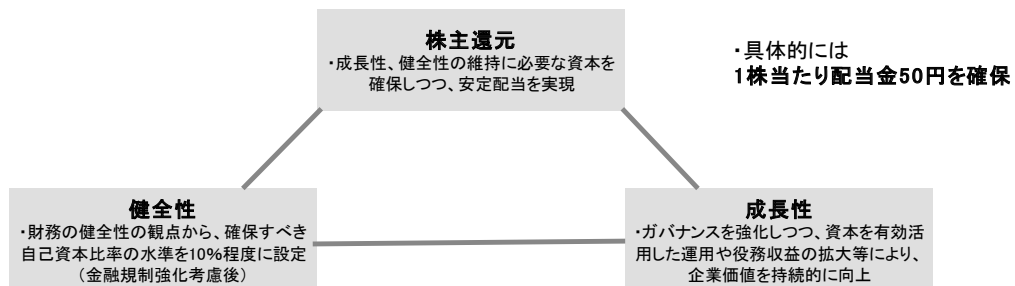 株主還元
・成長性、健全性の維持に必要な資本を
確保しつつ、安定配当を実現
・具体的には
1株当たり配当金50円を確保
健全性
・財務の健全性の観点から、確保すべき
自己資本比率の水準を10%程度に設定
（金融規制強化考慮後）
成長性
・ガバナンスを強化しつつ、資本を有効活
用した運用や役務収益の拡大等により、
企業価値を持続的に向上